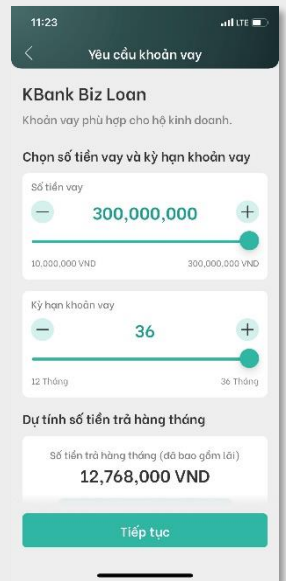 11:23
LTE
Yêu cầu khoản vay
KBank Biz Loan
Khoản vay phù hợp cho hộ kinh doanh.
Chọn số tiền vay và kỳ hạn khoản vay
Số tiền vay
300,000,000
10,000,000 VND 300,000,000 VND
Kỳ hạn khoản vay
36
12 Tháng 36 Tháng
Dự tính số tiền trả hàng tháng
Số tiền trả hàng tháng (đã bao gồm lãi)
12,768,000 VND
Tiếp tục